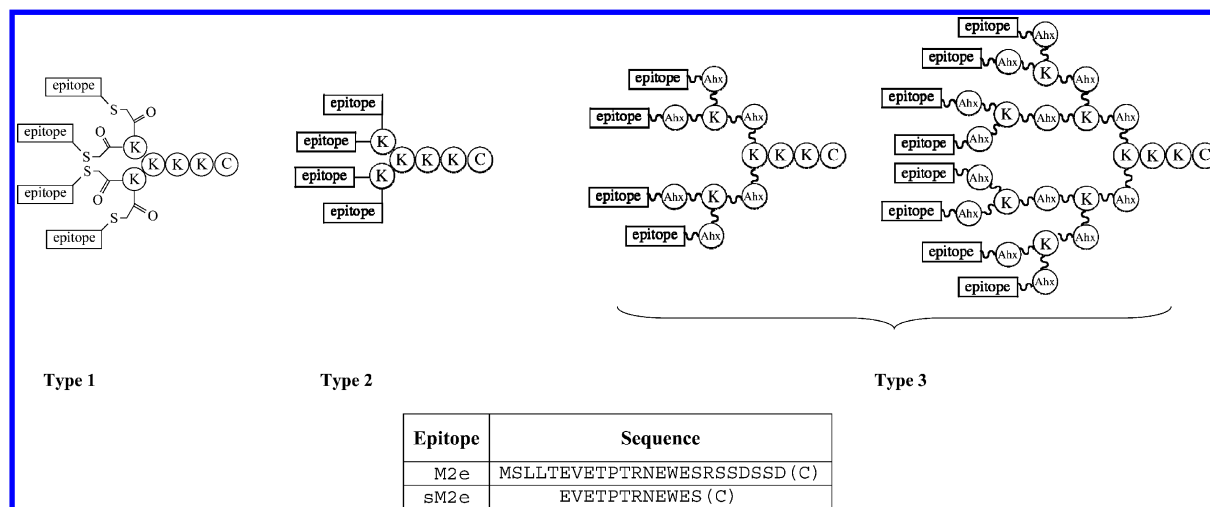 epitope
S O
epitope S O K
K K K C
epitope S O K
S O
epitope
Type 1
epitope
epitope K
K K K C
epitope K
epitope
Type 2
epitope Ahx
epitope Ahx K Ahx
K K K C
epitope Ahx K Ahx
epitope Ahx
epitope Ahx
epitope Ahx K Ahx
epitope Ahx K Ahx K Ahx
epitope Ahx
K K K C
epitope Ahx
epitope Ahx K Ahx K Ahx
epitope Ahx K Ahx
epitope Ahx
Type 3
Epitope Sequence
M2e MSLLTEVETPTRNEWESRSSDSSD(C)
sM2e EVETPTRNEWES(C)